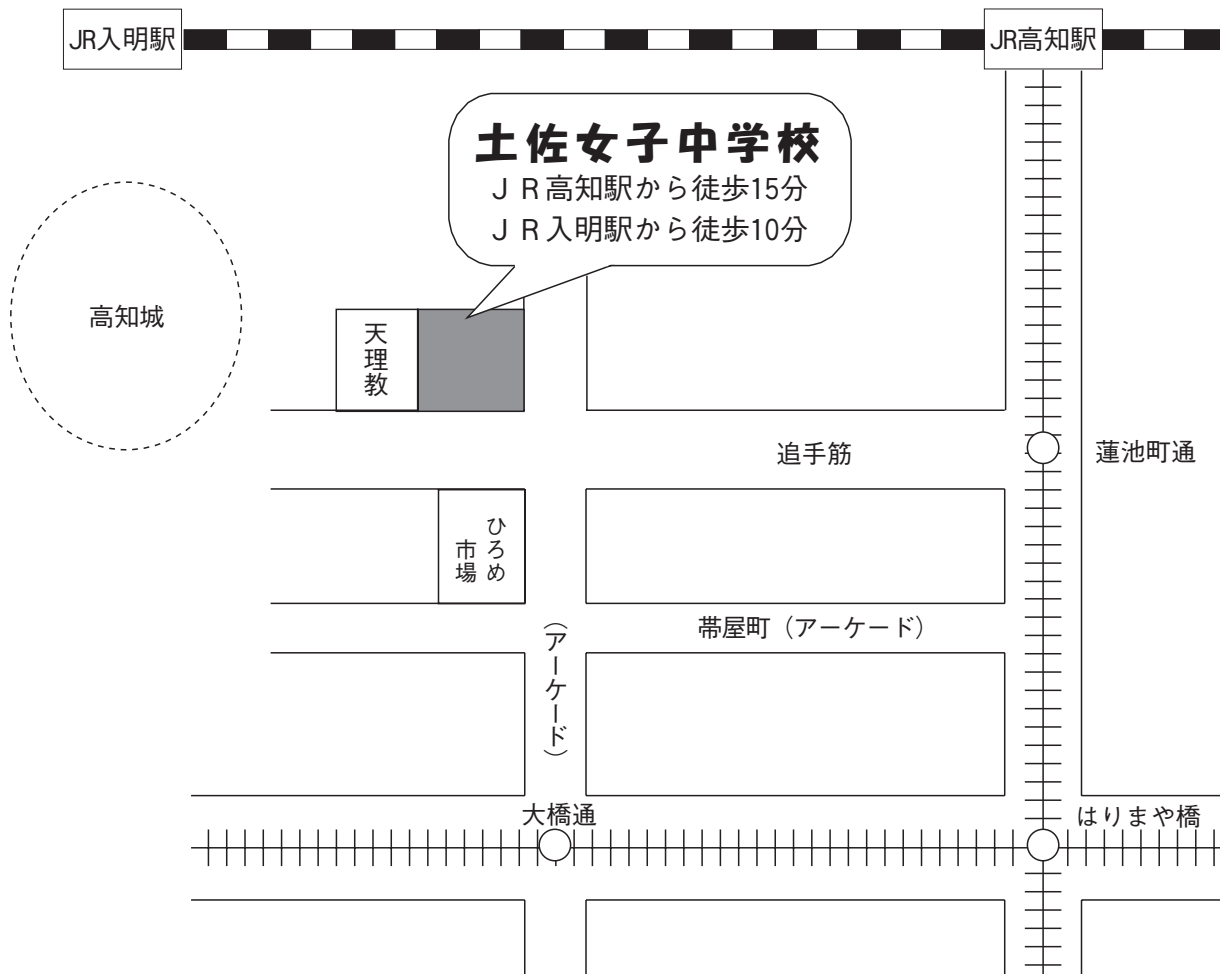 JR入明駅
JR高知駅
土佐女子中学校
ＪＲ高知駅から徒歩15分
ＪＲ入明駅から徒歩10分
高知城
天理教
追手筋
蓮池町通
ひろめ
市場
帯屋町（アーケード）
（アーケード）
大橋通
はりまや橋